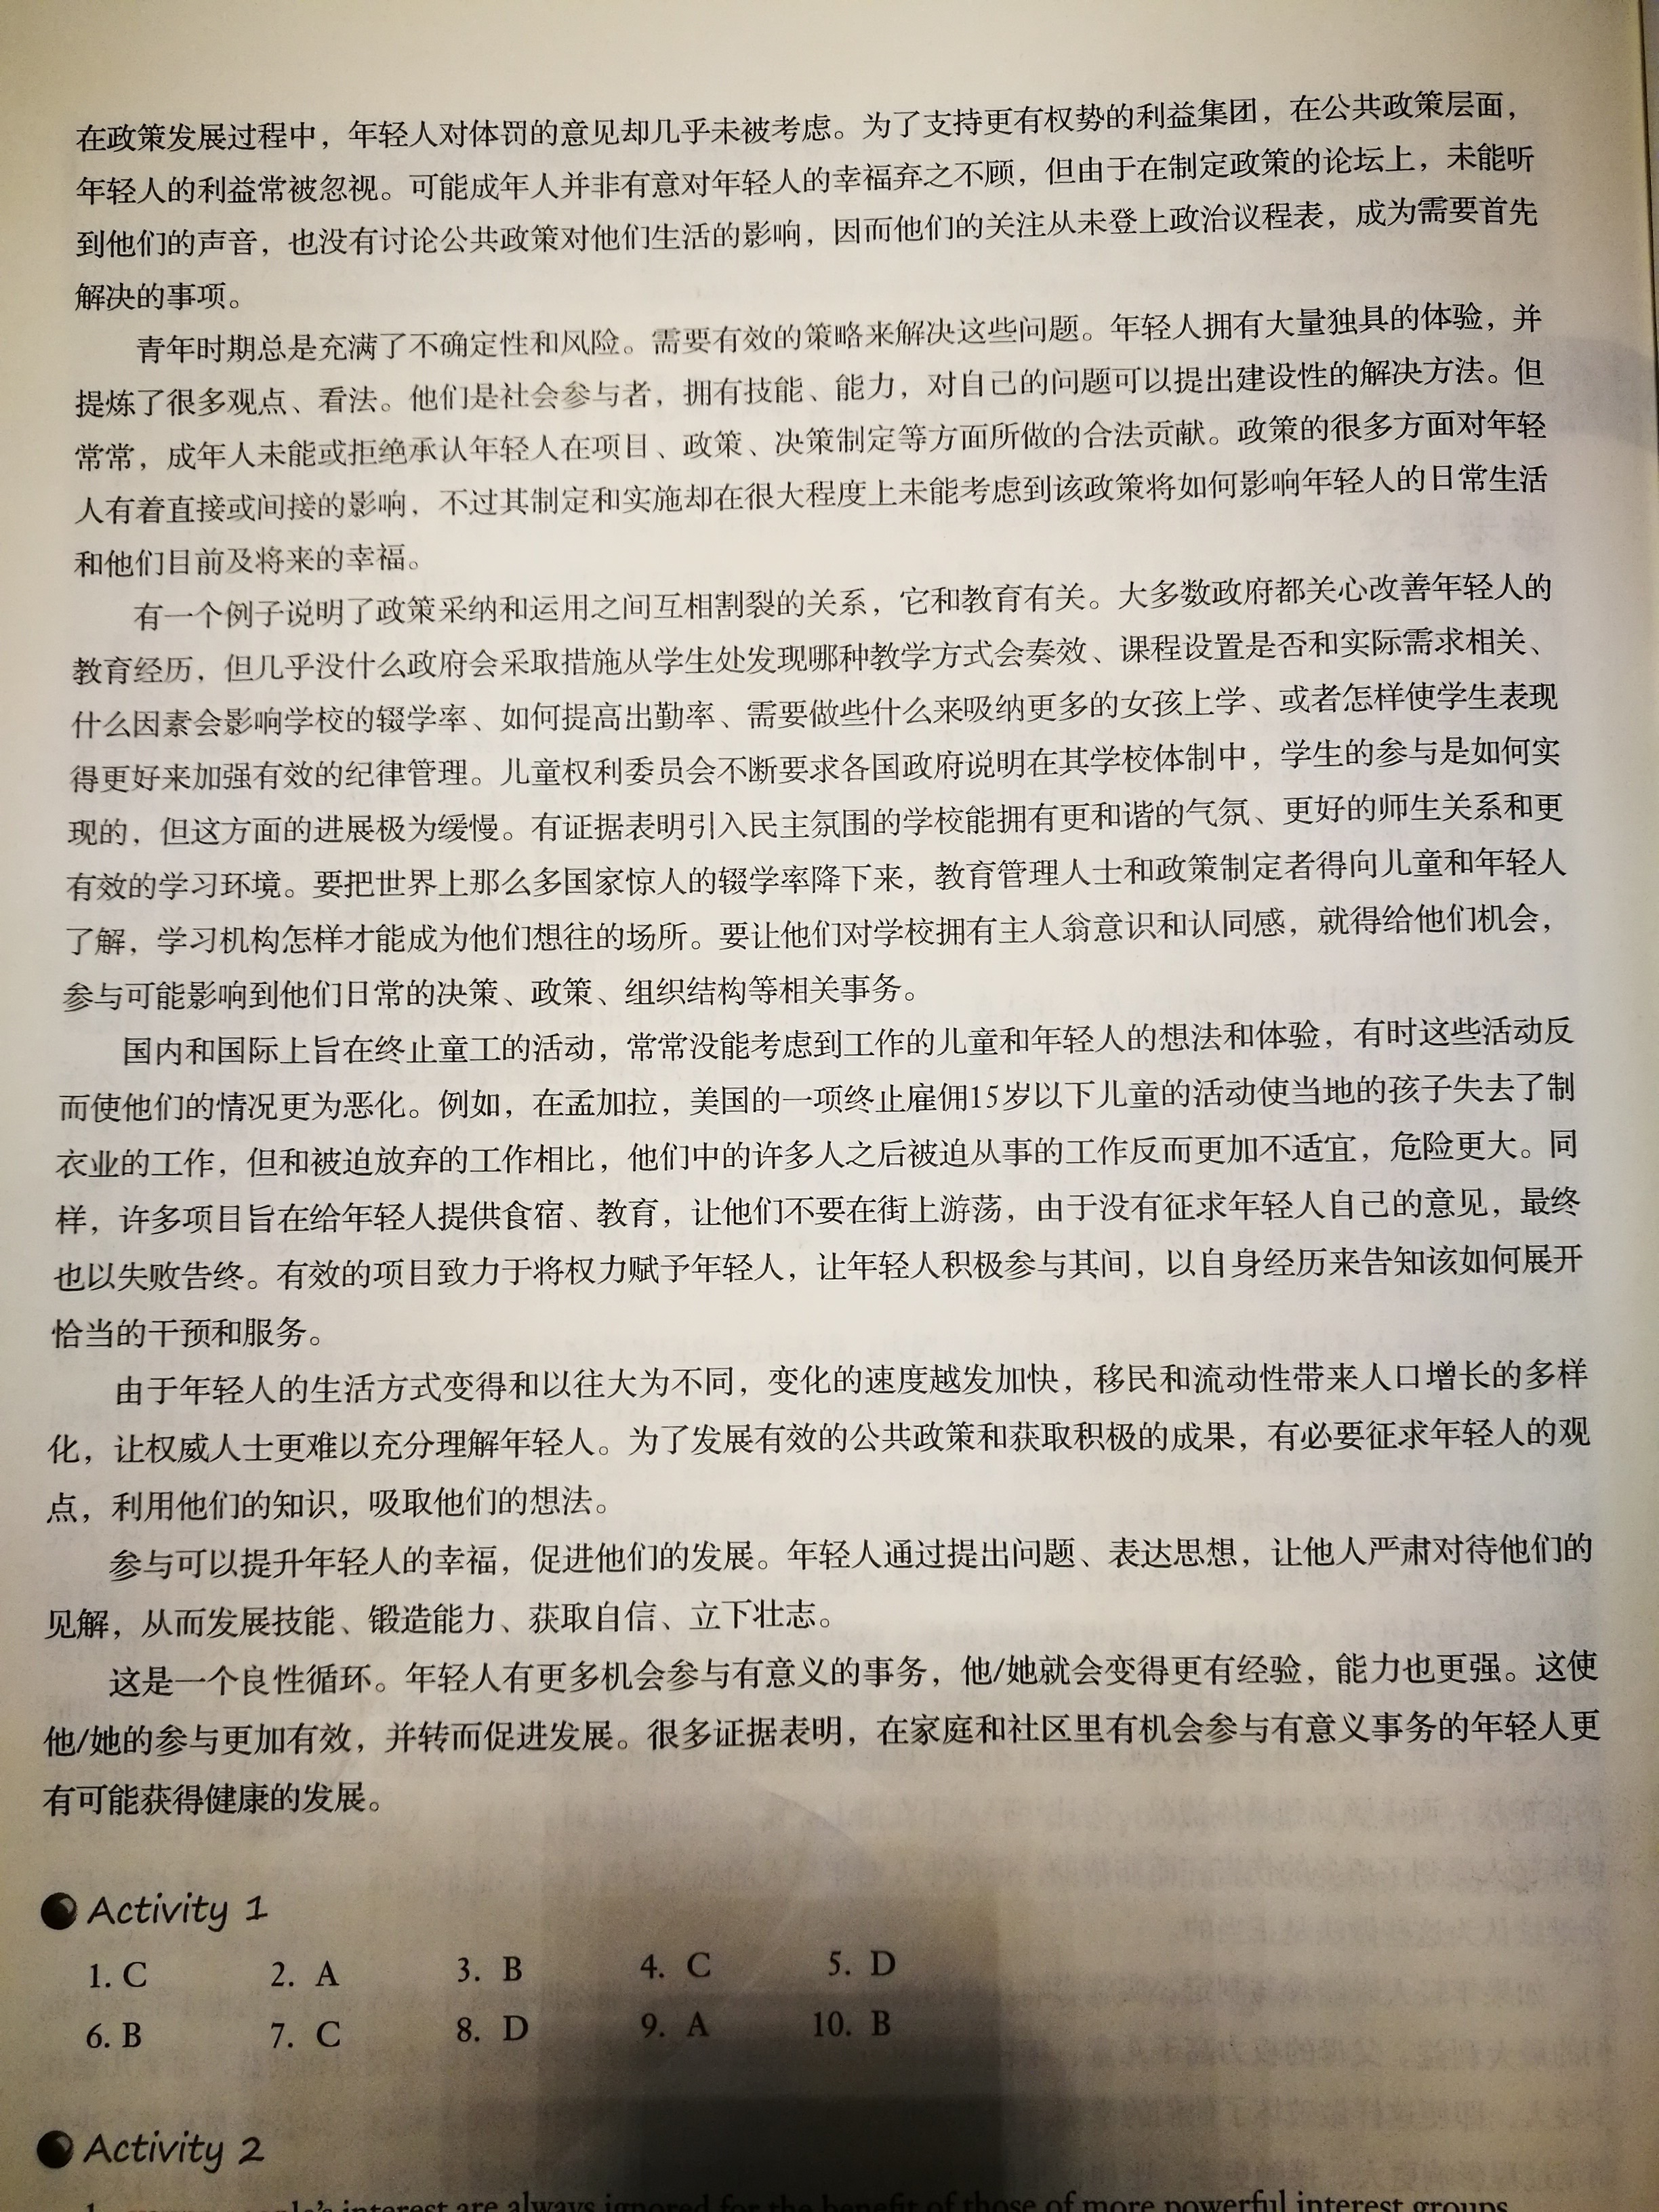 在政策发展过程中，年轻人对体罚的意见却几乎未被考虑。为了支持更有权势的利益集团，在公共政策层面，
年轻人的利益常被忽视。可能成年人并非有意对年轻人的幸福弃之不顾，但由于在制定政策的论坛上，未能听
到他们的声音，也没有讨论公共政策对他们生活的影响，因而他们的关注从未登上政治议程表，成为需要首先
解决的事项。
青年时期总是充满了不确定性和风险。需要有效的策略来解决这些问题。年轻人拥有大量独具的体验，并
提炼了很多观点、看法。他们是社会参与者，拥有技能、能力，对自己的问题可以提出建设性的解决方法。但
常常，成年人未能或拒绝承认年轻人在项目、政策、决策制定等方面所做的合法贡献。政策的很多方面对年轻
人有着直接或间接的影响，不过其制定和实施却在很大程度上未能考虑到该政策将如何影响年轻人的日常生活
和他们目前及将来的幸福。
有一个例子说明了政策采纳和运用之间互相割裂的关系，它和教育有关。大多数政府都关心改善年轻人的
教育经历，但几乎没什么政府会采取措施从学生处发现哪种教学方式会奏效、课程设置是否和实际需求相关、
什么因素会影响学校的辍学率、如何提高出勤率、需要做些什么来吸纳更多的女孩上学、或者怎样使学生表现
得更好来加强有效的纪律管理。儿童权利委员会不断要求各国政府说明在其学校体制中，学生的参与是如何实
现的，但这方面的进展极为缓慢。有证据表明引入民主氛围的学校能拥有更和谐的气氛、更好的师生关系和更
有效的学习环境。要把世界上那么多国家惊人的辍学率降下来，教育管理人士和政策制定者得向儿童和年轻人
了解，学习机构怎样才能成为他们想往的场所。要让他们对学校拥有主人翁意识和认同感，就得给他们机会，
参与可能影响到他们日常的决策、政策、组织结构等相关事务。
国内和国际上旨在终止童工的活动，常常没能考虑到工作的儿童和年轻人的想法和体验，有时这些活动反
而使他们的情况更为恶化。例如，在孟加拉，美国的一项终止雇佣15岁以下儿童的活动使当地的孩子失去了制
衣业的工作，但和被迫放弃的工作相比，他们中的许多人之后被迫从事的工作反而更加不适宜，危险更大。同
样，许多项目旨在给年轻人提供食宿、教育，让他们不要在街上游荡，由于没有征求年轻人自己的意见，最终
也以失败告终。有效的项目致力于将权力赋予年轻人，让年轻人积极参与其间，以自身经历来告知该如何展开
恰当的干预和服务。
由于年轻人的生活方式变得和以往大为不同，变化的速度越发加快，移民和流动性带来人口增长的多样
化，让权威人士更难以充分理解年轻人。为了发展有效的公共政策和获取积极的成果，有必要征求年轻人的观
点，利用他们的知识，吸取他们的想法。
参与可以提升年轻人的幸福，促进他们的发展。年轻人通过提出问题、表达思想，让他人严肃对待他们的
见解，从而发展技能、锻造能力、获取自信、立下壮志。
这是一个良性循环。年轻人有更多机会参与有意义的事务，他/她就会变得更有经验，能力也更强。这使
他/她的参与更加有效，并转而促进发展。很多证据表明，在家庭和社区里有机会参与有意义事务的年轻人更
有可能获得健康的发展。
Activity 1
1. C 2. A 3. B 4. C 5. D
6. B 7. C 8. D 9. A 10. B
Activity 2
interest are always ignored for the benefit of those of more powerful interest groups